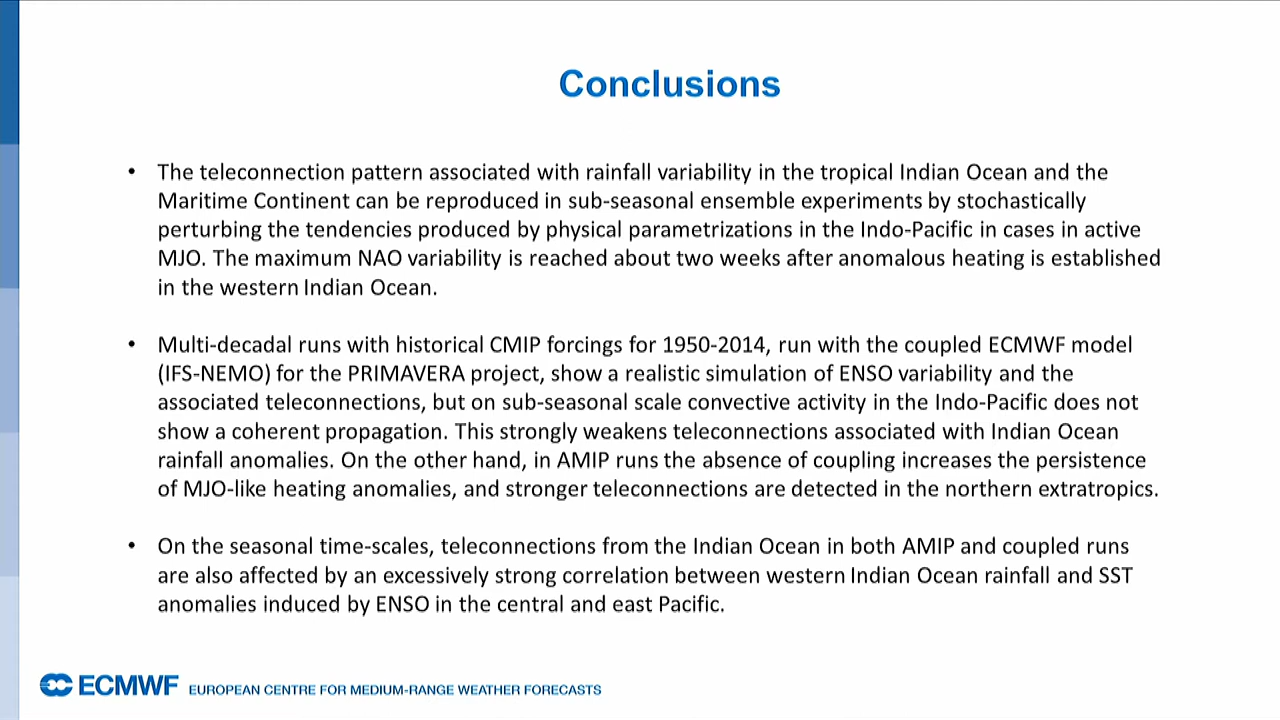 Conclusions
• The teleconnection pattern associated with rainfall variability in the tropical Indian Ocean and the
Maritime Continent can be reproduced in sub-seasonal ensemble experiments by stochastically
perturbing the tendencies produced by physical parametrizations in the Indo-Pacific in cases in active
MJO. The maximum NAO variability is reached about two weeks after anomalous heating is established
in the western Indian Ocean.
• Multi-decadal runs with historical CMIP forcings for 1950-2014, run with the coupled ECMWF model
(IFS-NEMO) for the PRIMAVERA project, show a realistic simulation of ENSO variability and the
associated teleconnections, but on sub-seasonal scale convective activity in the Indo-Pacific does not
show a coherent propagation. This strongly weakens teleconnections associated with Indian Ocean
rainfall anomalies. On the other hand, in AMIP runs the absence of coupling increases the persistence
of MJO-like heating anomalies, and stronger teleconnections are detected in the northern extratropics.
• On the seasonal time-scales, teleconnections from the Indian Ocean in both AMIP and coupled runs
are also affected by an excessively strong correlation between western Indian Ocean rainfall and SST
anomalies induced by ENSO in the central and east Pacific.
ECMWF EUROPEAN CENTRE FOR MEDIUM-RANGE WEATHER FORECASTS